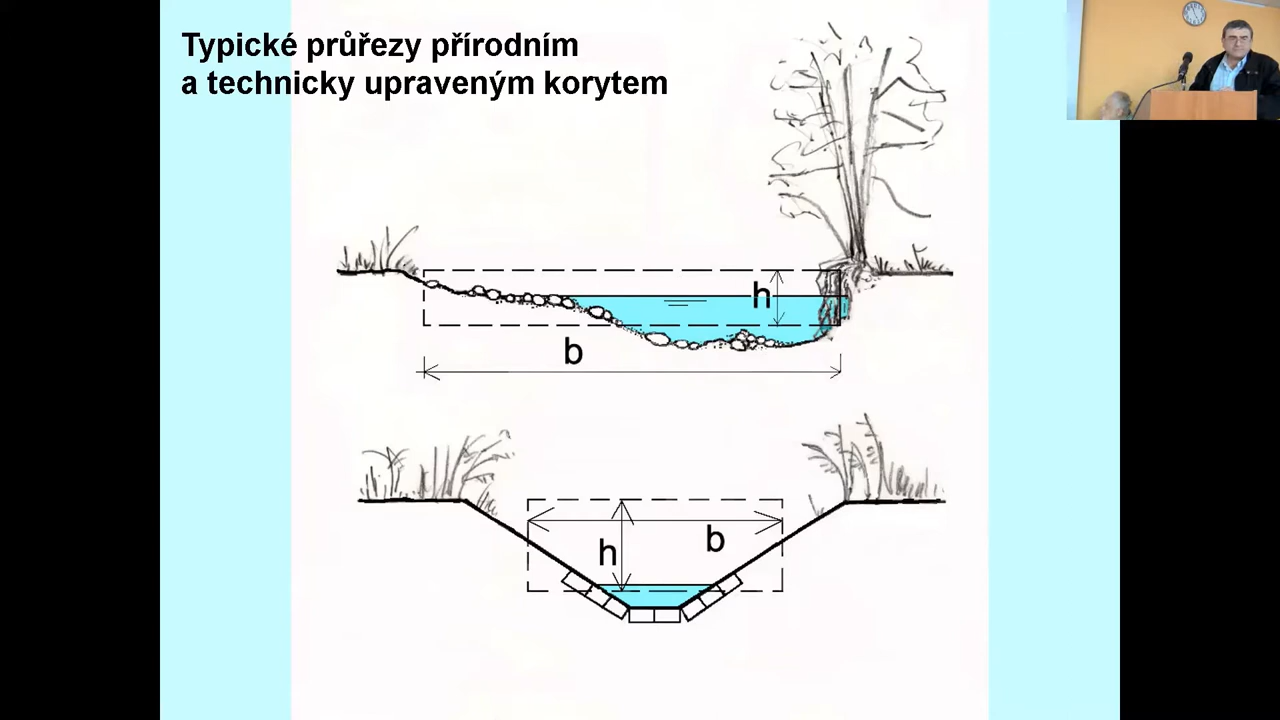 Typické průřezy přírodním
a technicky upraveným korytem
h
b
h
b